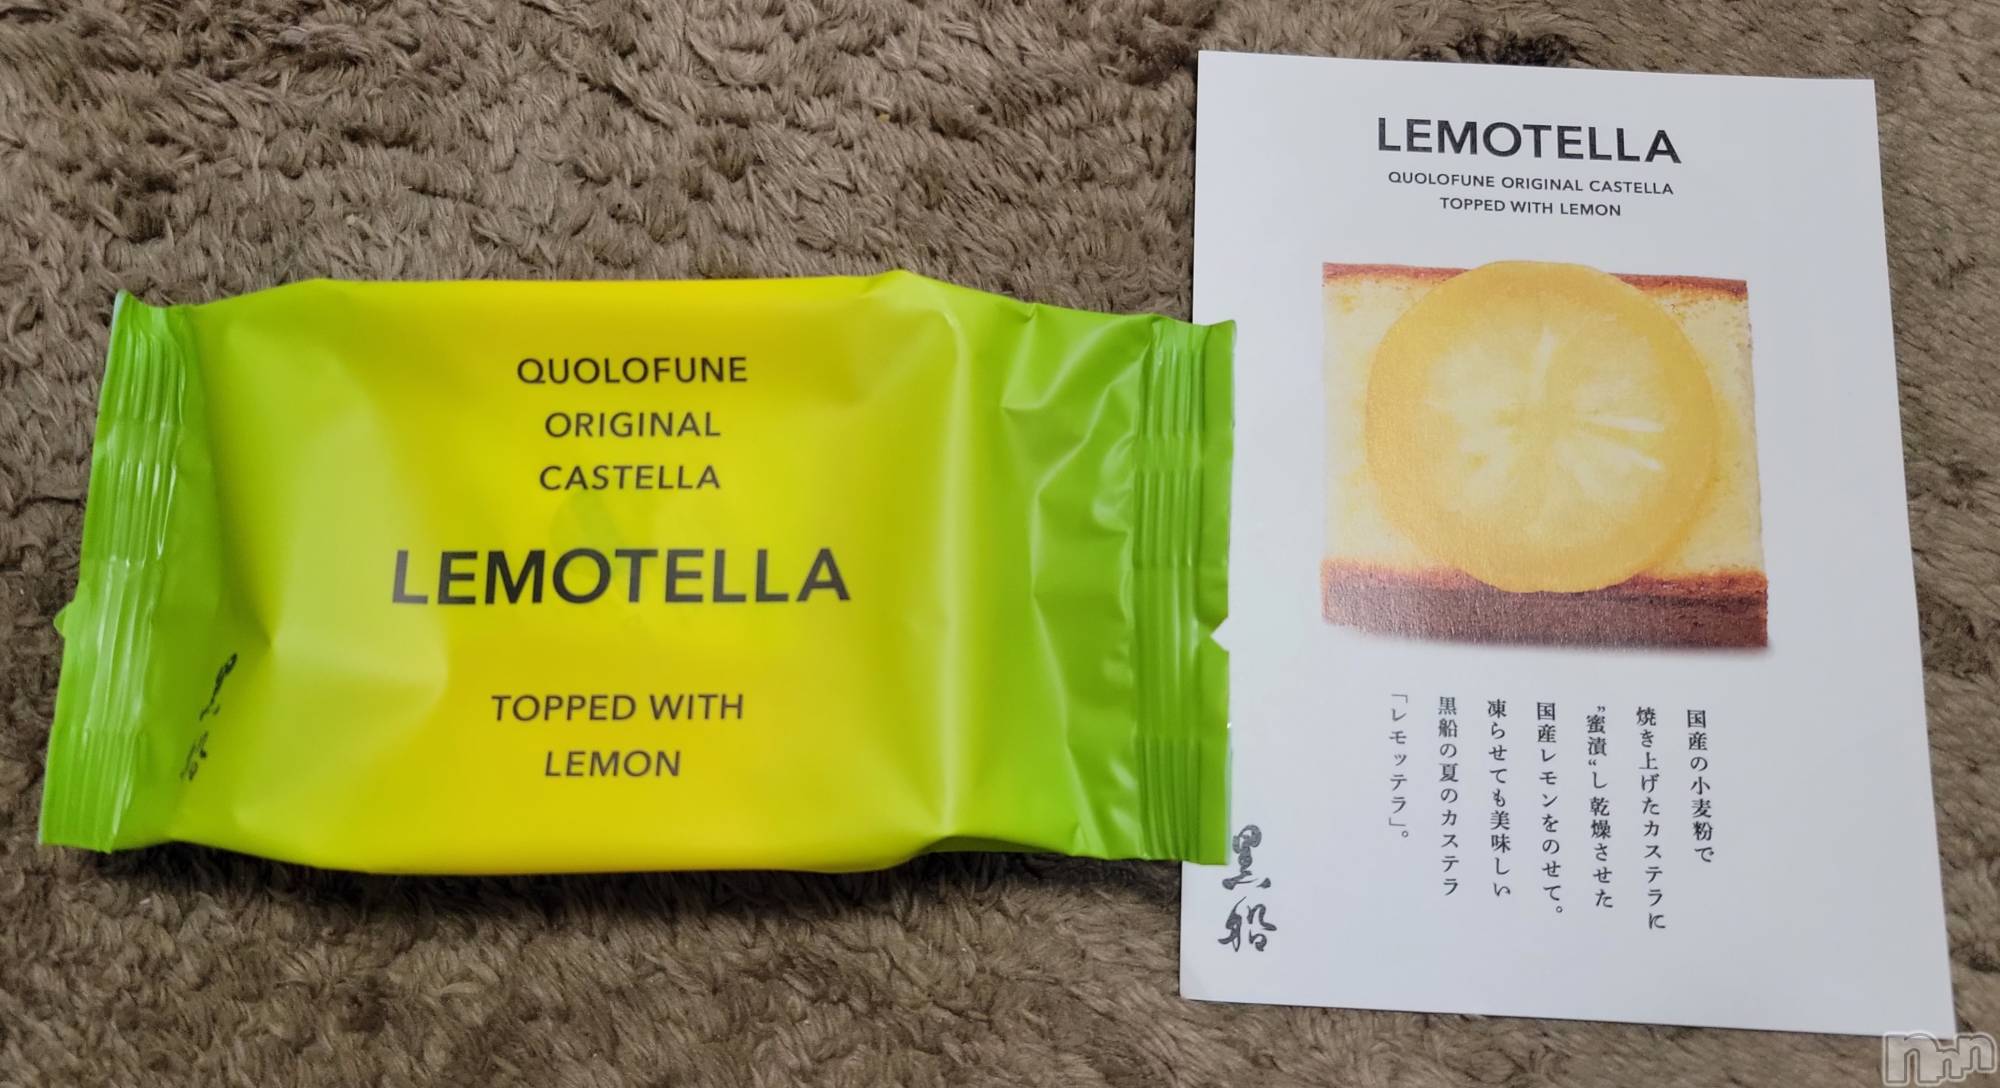 QUOLOFUNE
ORIGINAL
CASTELLA
LEMOTELLA
TOPPED WITH
LEMON
黒船
LEMOTELLA
QUOLOFUNE ORIGINAL CASTELLA
TOPPED WITH LEMON
国産の小麦粉で
焼き上げたカステラに
”蜜漬“し乾燥させた
国産レモンをのせて。
凍らせても美味しい
黒船の夏のカステラ
「レモッテラ」。
黒船
nnn